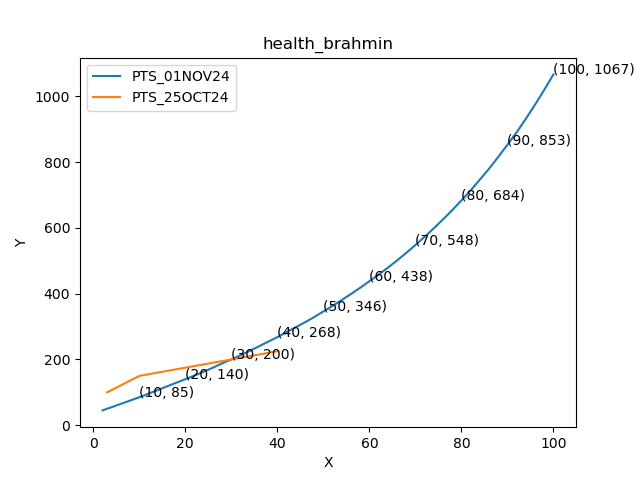 health_brahmin
PTS_01NOV24
PTS_25OCT24
(100, 1067)
(90, 853)
(80, 684)
(70, 548)
(60, 438)
(50, 346)
(40, 268)
(30, 200)
(20, 140)
(10, 85)
1000
800
600
400
200
0
Y
0 20 40 60 80 100
X